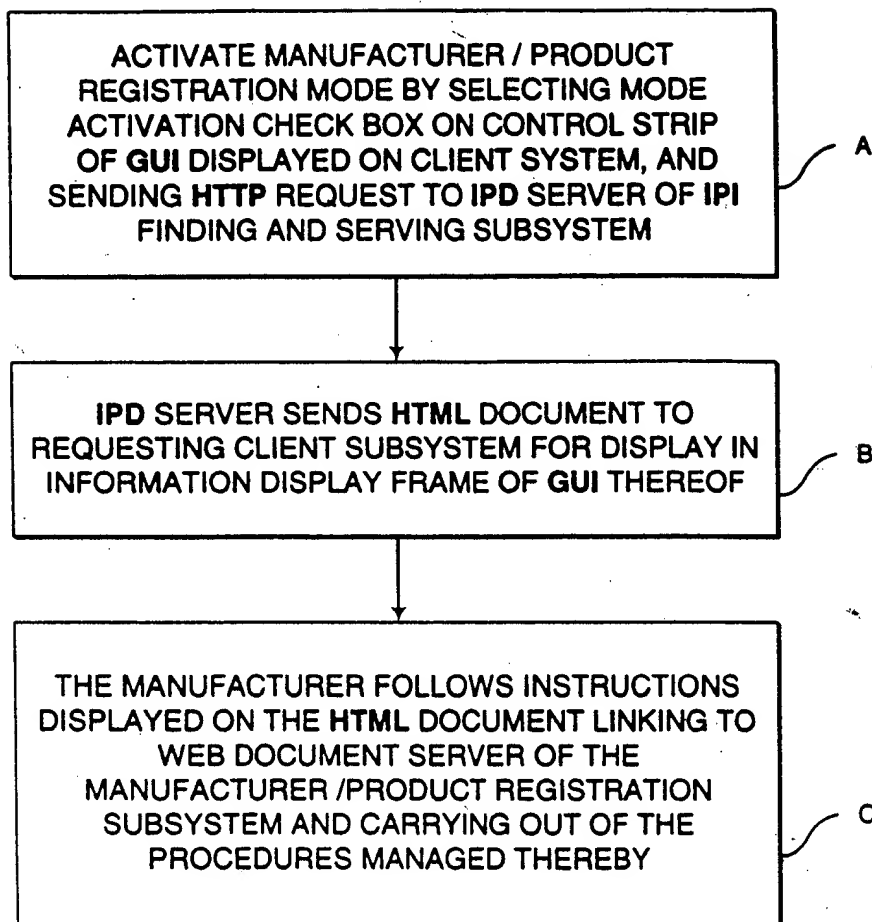 ACTIVATE MANUFACTURER / PRODUCT
REGISTRATION MODE BY SELECTING MODE
ACTIVATION CHECK BOX ON CONTROL STRIP
OF GUI DISPLAYED ON CLIENT SYSTEM, AND
SENDING HTTP REQUEST TO IPD SERVER OF IPI
FINDING AND SERVING SUBSYSTEM
A
IPD SERVER SENDS HTML DOCUMENT TO
REQUESTING CLIENT SUBSYSTEM FOR DISPLAY IN
INFORMATION DISPLAY FRAME OF GUI THEREOF
B
THE MANUFACTURER FOLLOWS INSTRUCTIONS
DISPLAYED ON THE HTML DOCUMENT LINKING TO
WEB DOCUMENT SERVER OF THE
MANUFACTURER /PRODUCT REGISTRATION
SUBSYSTEM AND CARRYING OUT OF THE
PROCEDURES MANAGED THEREBY
C